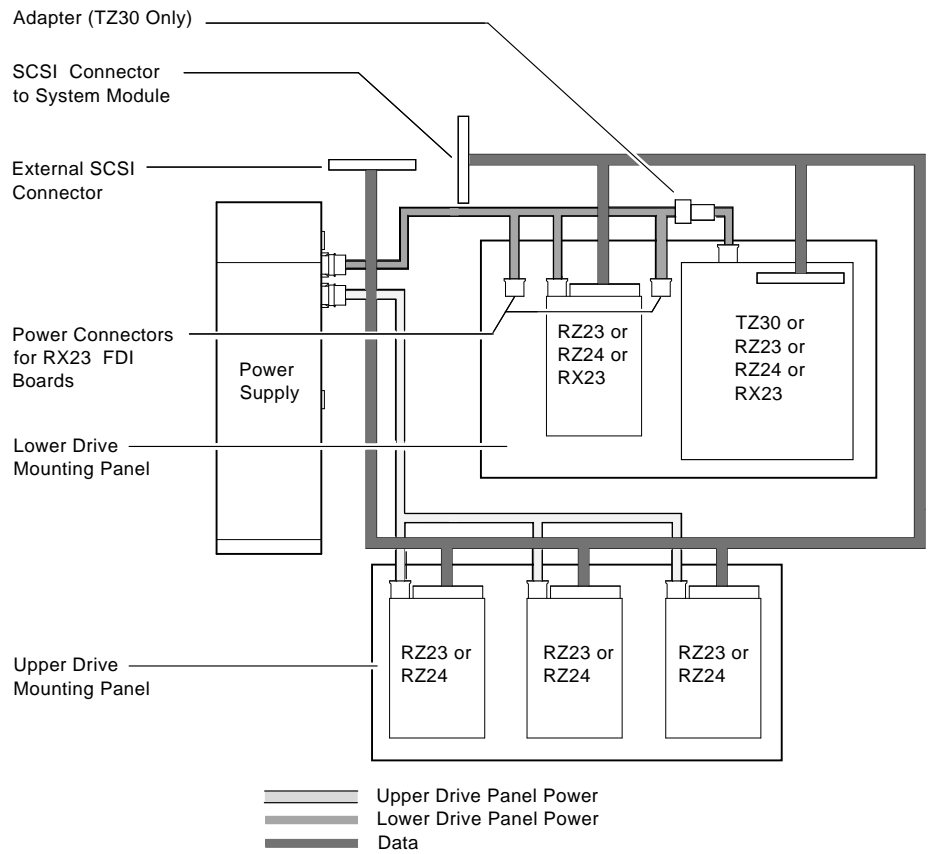 Adapter (TZ30 Only)
SCSI Connector
to System Module
External SCSI
Connector
Power Connectors
for RX23 FDI
Boards
Power
Supply
RZ23 or
RZ24 or
RX23
TZ30 or
RZ23 or
RZ24 or
RX23
Lower Drive
Mounting Panel
Upper Drive
Mounting Panel
RZ23 or
RZ24
RZ23 or
RZ24
RZ23 or
RZ24
Upper Drive Panel Power
Lower Drive Panel Power
Data